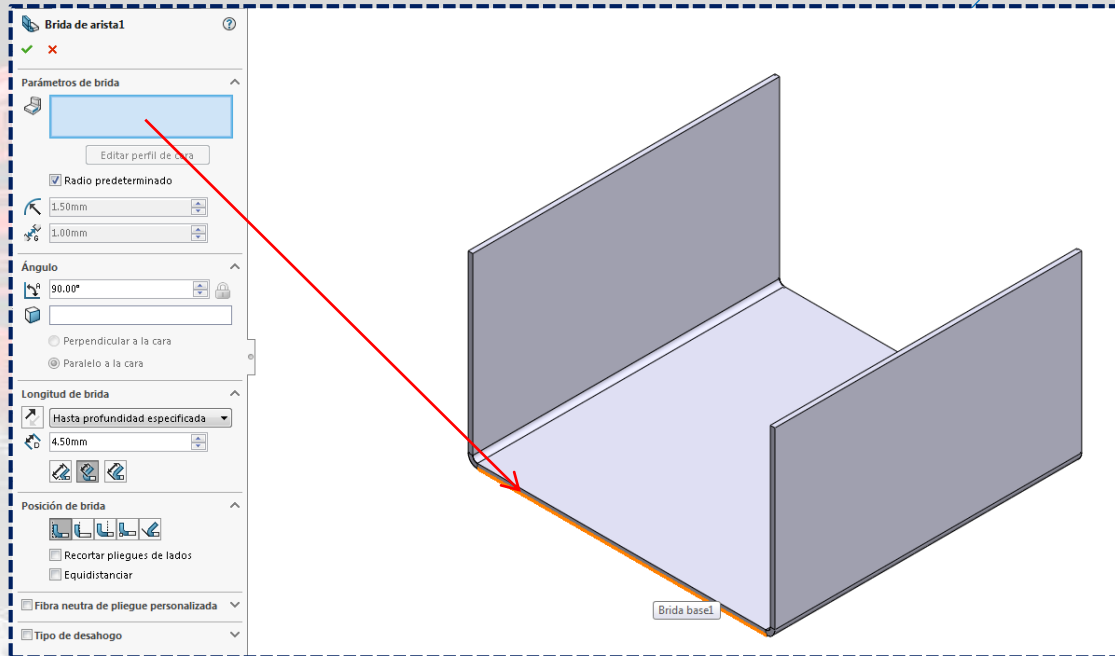 Brida de arista1
Parámetros de brida
Editar perfil de cara
Radio predeterminado
1.50mm
1.00mm
Ángulo
90.00°
Perpendicular a la cara
Paralelo a la cara
Longitud de brida
Hasta profundidad especificada
4.50mm
Posición de brida
Recortar pliegues de lados
Equidistanciar
Fibra neutra de pliegue personalizada
Tipo de desahogo
Brida base1